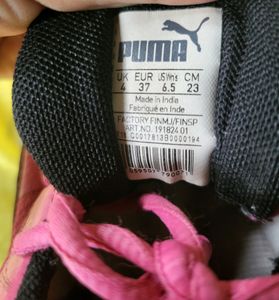 PUMA
UK EUR US Wn's CM
4 37 6.5 23
Made in India
Fabriqué en Inde
FACTORY FINMJ/FINSP
ART.NO. 191824 01